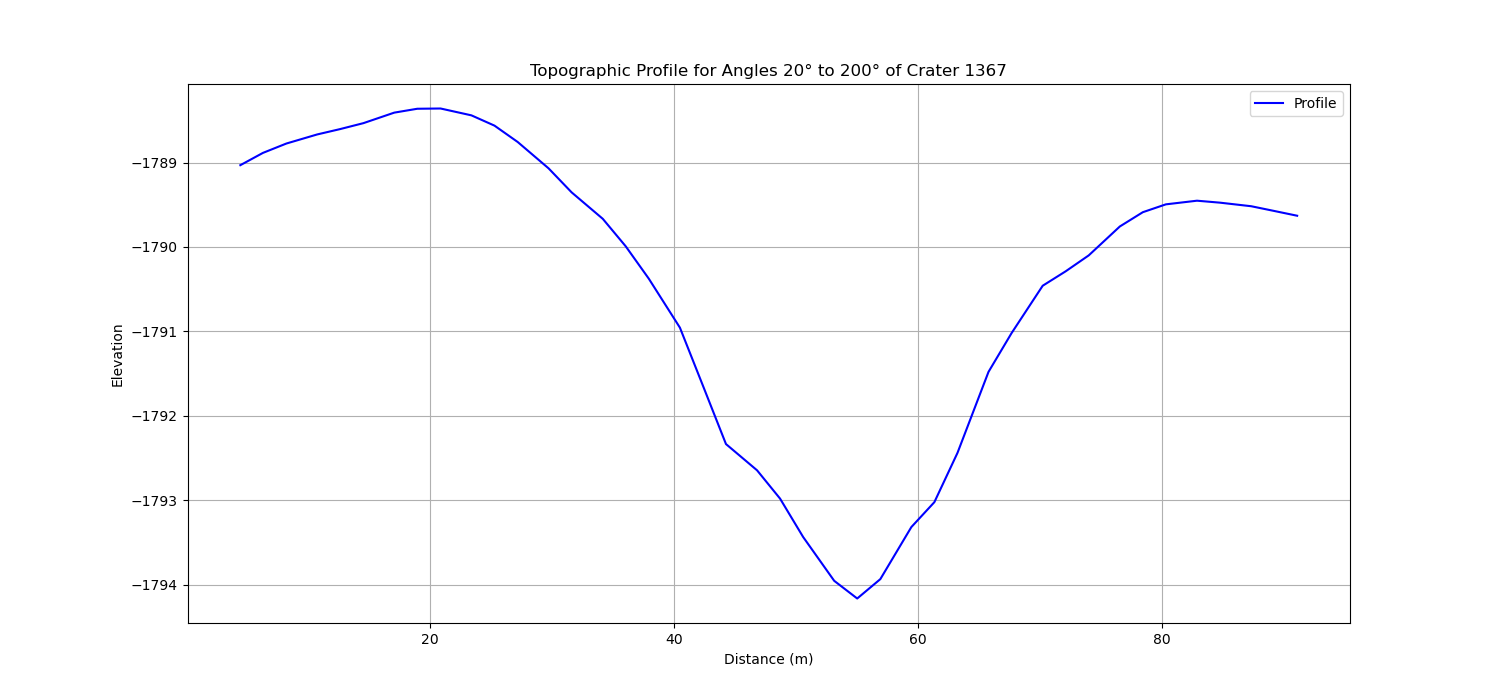 Topographic Profile for Angles 20° to 200° of Crater 1367
Profile
Elevation
−1789
−1790
−1791
−1792
−1793
−1794
20 40 60 80
Distance (m)